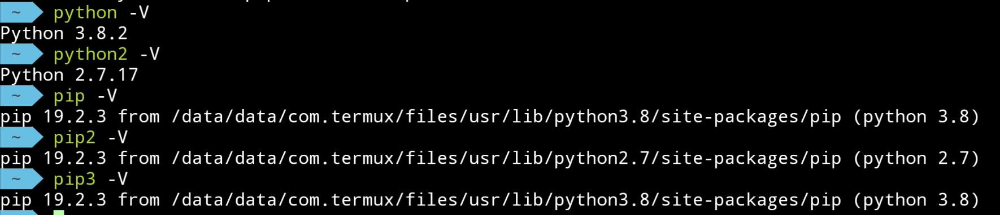 ~ python -V
Python 3.8.2
~ python2 -V
Python 2.7.17
~ pip -V
pip 19.2.3 from /data/data/com.termux/files/usr/lib/python3.8/site-packages/pip (python 3.8)
~ pip2 -V
pip 19.2.3 from /data/data/com.termux/files/usr/lib/python2.7/site-packages/pip (python 2.7)
~ pip3 -V
pip 19.2.3 from /data/data/com.termux/files/usr/lib/python3.8/site-packages/pip (python 3.8)